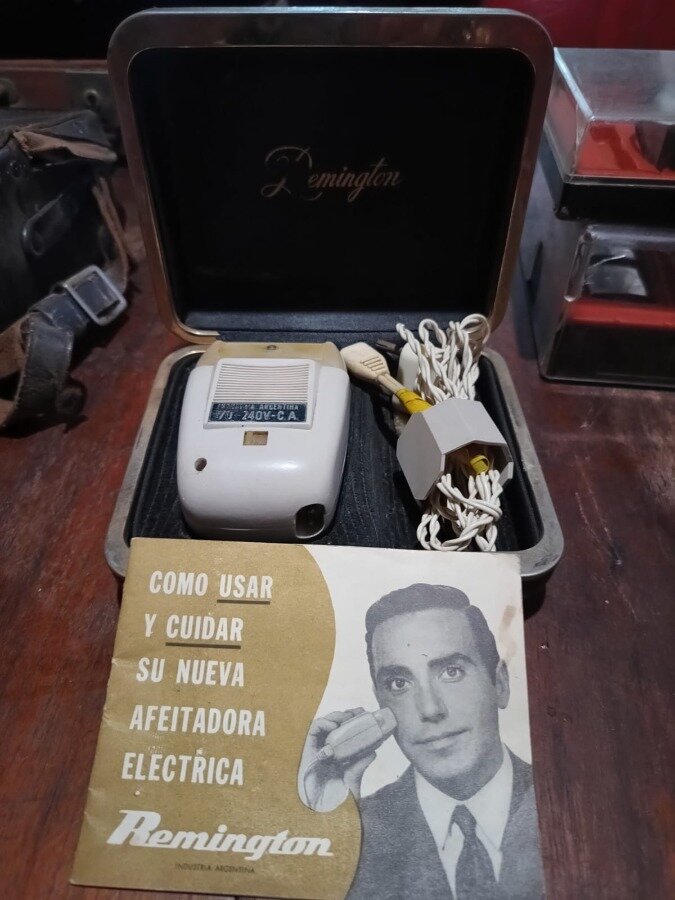 Remington
INDUSTRIA ARGENTINA
240V-C.A.
COMO USAR
Y CUIDAR
SU NUEVA
AFEITADORA
ELECTRICA
Remington
INDUSTRIA ARGENTINA